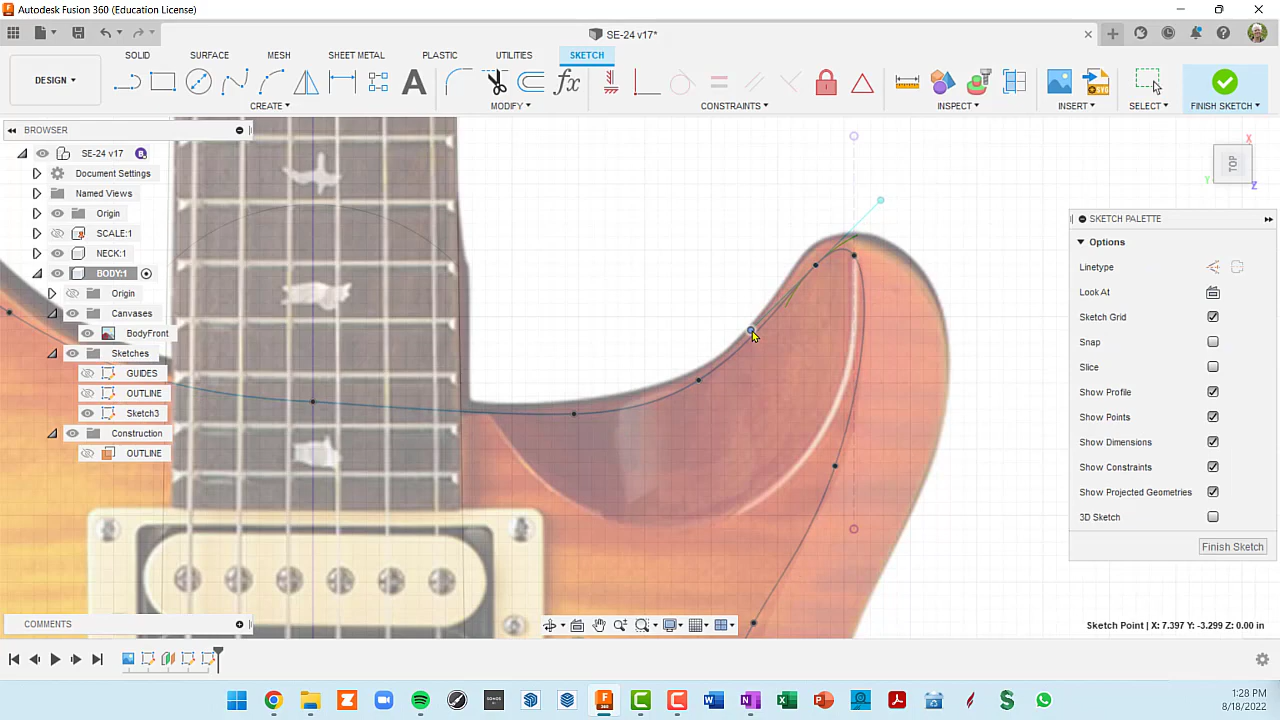 Autodesk Fusion 360 (Education License)
SE-24 v17*
DESIGN
SOLID SURFACE MESH SHEET METAL PLASTIC UTILITIES SKETCH
CREATE MODIFY CONSTRAINTS INSPECT INSERT SELECT FINISH SKETCH
BROWSER
SE-24 v17
Document Settings
Named Views
Origin
SCALE:1
NECK:1
BODY:1
Origin
Canvases
BodyFront
Sketches
GUIDES
OUTLINE
Sketch3
Construction
OUTLINE
TOP
X
Y
Z
SKETCH PALETTE
Options
Linetype
Look At
Sketch Grid
Snap
Slice
Show Profile
Show Points
Show Dimensions
Show Constraints
Show Projected Geometries
3D Sketch
Finish Sketch
COMMENTS
Sketch Point | X: 7.397 Y: -3.299 Z: 0.00 in
1:28 PM
8/18/2022